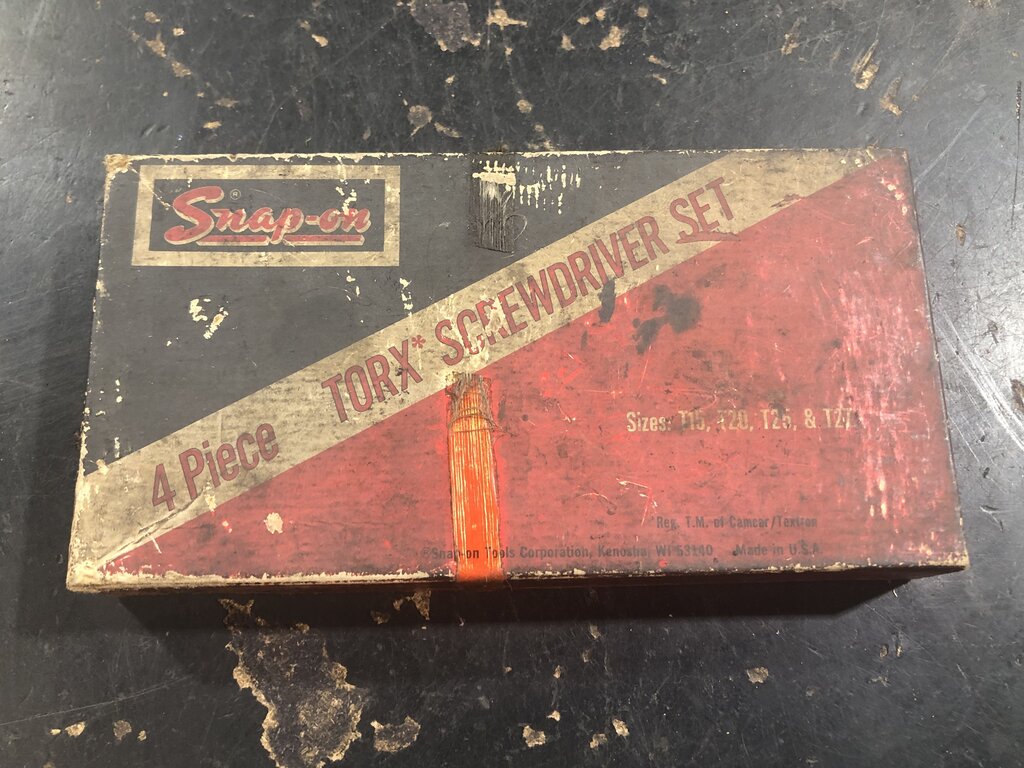 Snap-on ®
4 Piece TORX* SCREWDRIVER SET
Sizes: T15, T20, T25, & T27
*Reg. T.M. of Camcar/Textron
®Snap-on Tools Corporation, Kenosha, WI 53140 Made in U.S.A.